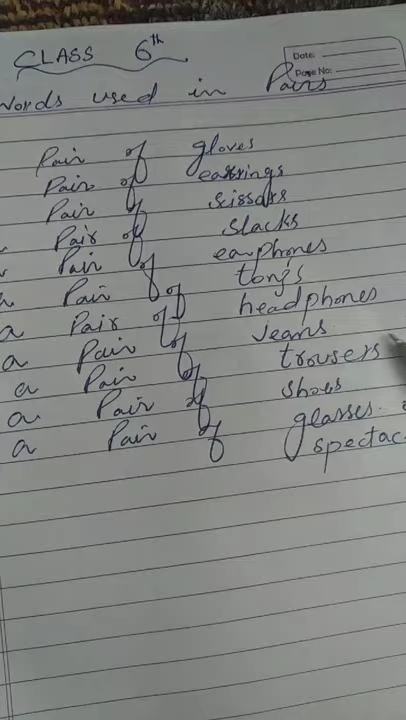 CLASS 6th
Date:
Page No:
Words used in Pairs
Pair of gloves
Pair of earrings
Pair of scissors
Pair of slacks
Pair of earphones
Pair of tongs
a Pair of headphones
a Pair of jeans
a Pair of trousers
a Pair of shoes
a Pair of glasses.
spectac